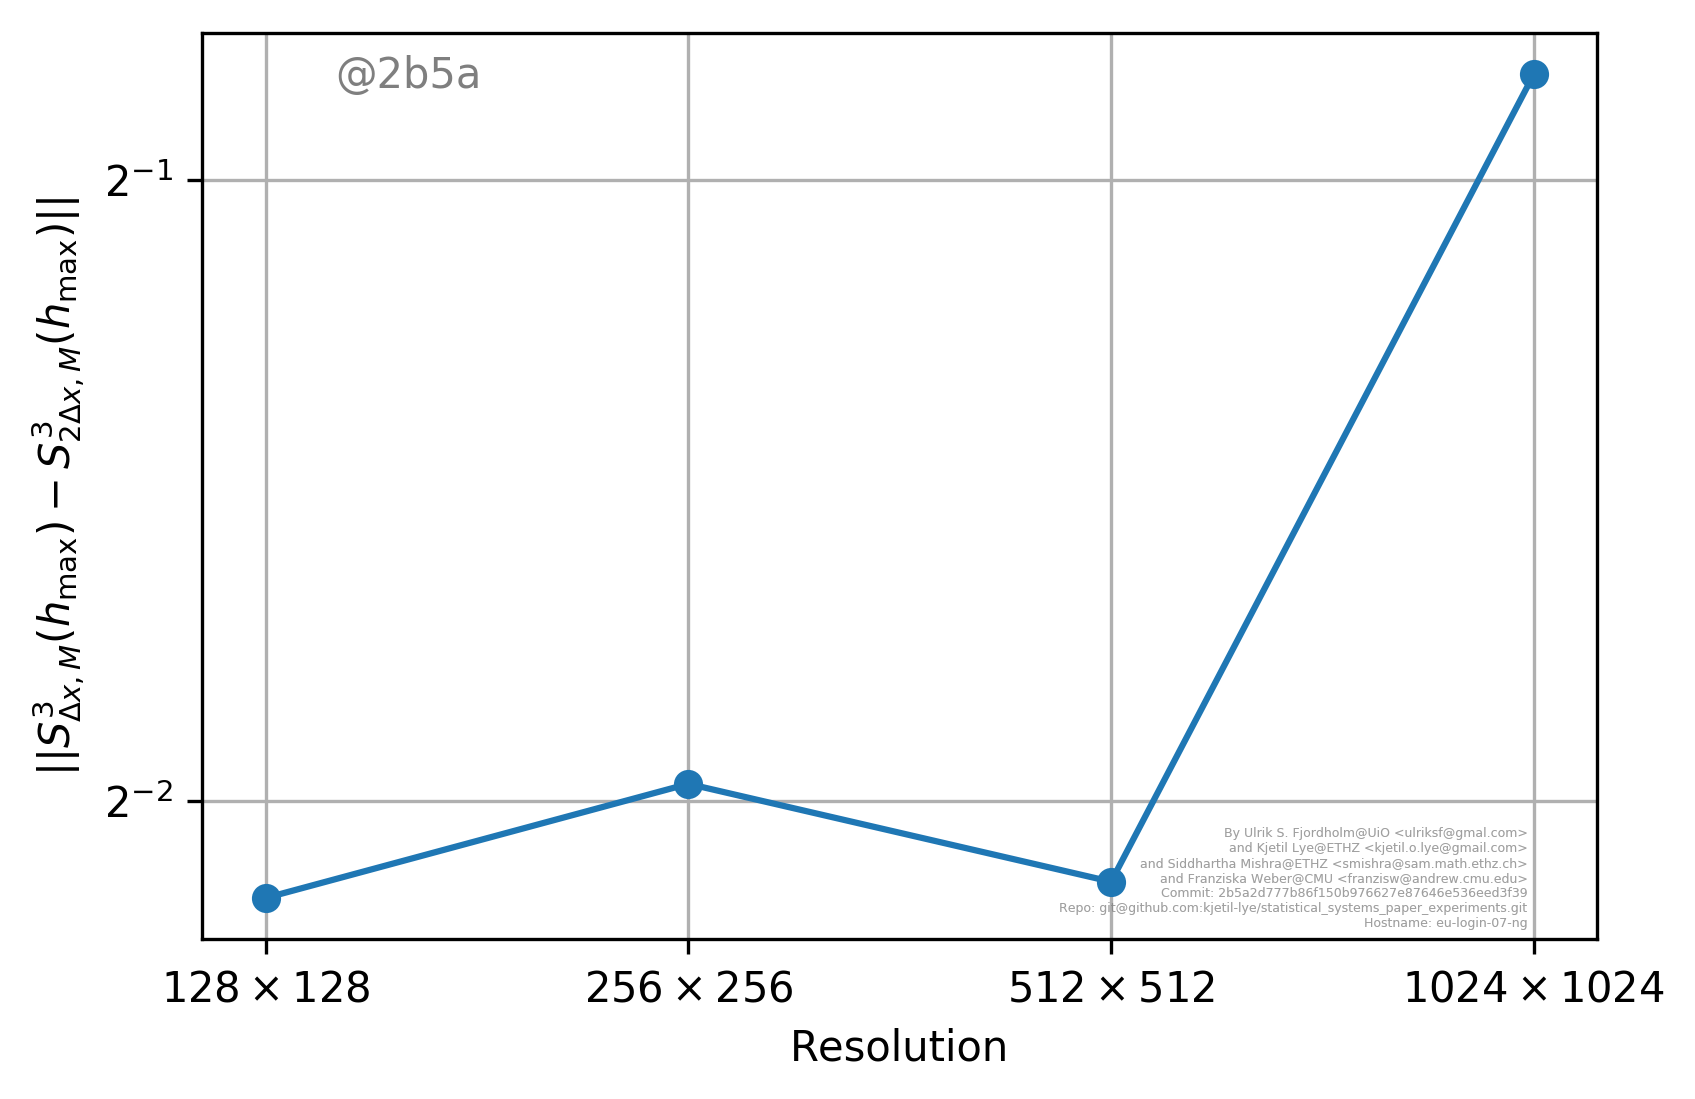 @2b5a
2⁻¹
2⁻²
||S³_{Δx, M}(h_max) − S³_{2Δx, M}(h_max)||
By Ulrik S. Fjordholm@UiO <ulriksf@gmal.com>
and Kjetil Lye@ETHZ <kjetil.o.lye@gmail.com>
and Siddhartha Mishra@ETHZ <smishra@sam.math.ethz.ch>
and Franziska Weber@CMU <franzisw@andrew.cmu.edu>
Commit: 2b5a2d777b86f150b976627e87646e536eed3f39
Repo: git@github.com:kjetil-lye/statistical_systems_paper_experiments.git
Hostname: eu-login-07-ng
128 × 128 256 × 256 512 × 512 1024 × 1024
Resolution